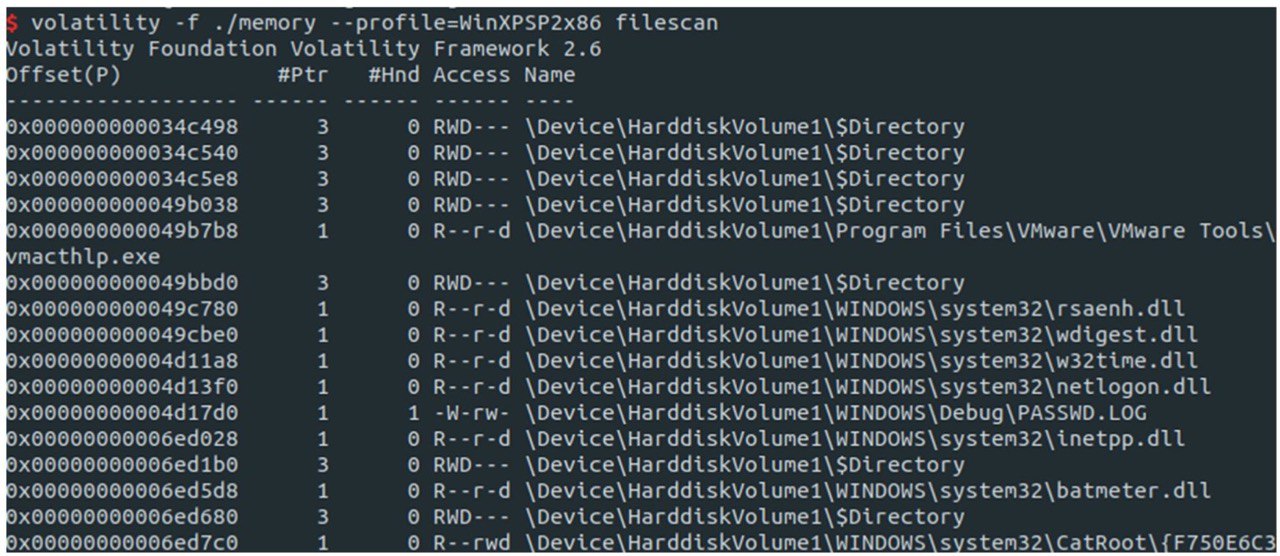 $ volatility -f ./memory --profile=WinXPSP2x86 filescan
Volatility Foundation Volatility Framework 2.6
Offset(P)            #Ptr   #Hnd Access Name
------------------ ------ ------ ------ ----
0x000000000034c498      3      0 RWD--- \Device\HarddiskVolume1\$Directory
0x000000000034c540      3      0 RWD--- \Device\HarddiskVolume1\$Directory
0x000000000034c5e8      3      0 RWD--- \Device\HarddiskVolume1\$Directory
0x000000000049b038      3      0 RWD--- \Device\HarddiskVolume1\$Directory
0x000000000049b7b8      1      0 R--r-d \Device\HarddiskVolume1\Program Files\VMware\VMware Tools\
vmacthlp.exe
0x000000000049bbd0      3      0 RWD--- \Device\HarddiskVolume1\$Directory
0x000000000049c780      1      0 R--r-d \Device\HarddiskVolume1\WINDOWS\system32\rsaenh.dll
0x000000000049cbe0      1      0 R--r-d \Device\HarddiskVolume1\WINDOWS\system32\wdigest.dll
0x00000000004d11a8      1      0 R--r-d \Device\HarddiskVolume1\WINDOWS\system32\w32time.dll
0x00000000004d13f0      1      0 R--r-d \Device\HarddiskVolume1\WINDOWS\system32\netlogon.dll
0x00000000004d17d0      1      1 -W-rw- \Device\HarddiskVolume1\WINDOWS\Debug\PASSWD.LOG
0x00000000006ed028      1      0 R--r-d \Device\HarddiskVolume1\WINDOWS\system32\inetpp.dll
0x00000000006ed1b0      3      0 RWD--- \Device\HarddiskVolume1\$Directory
0x00000000006ed5d8      1      0 R--r-d \Device\HarddiskVolume1\WINDOWS\system32\batmeter.dll
0x00000000006ed680      3      0 RWD--- \Device\HarddiskVolume1\$Directory
0x00000000006ed7c0      1      0 R--rwd \Device\HarddiskVolume1\WINDOWS\system32\CatRoot\{F750E6C3